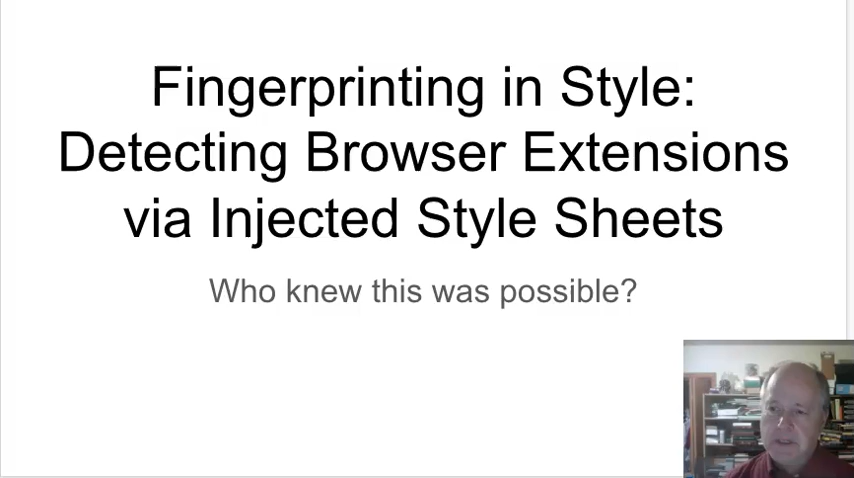 Fingerprinting in Style:
Detecting Browser Extensions
via Injected Style Sheets
Who knew this was possible?